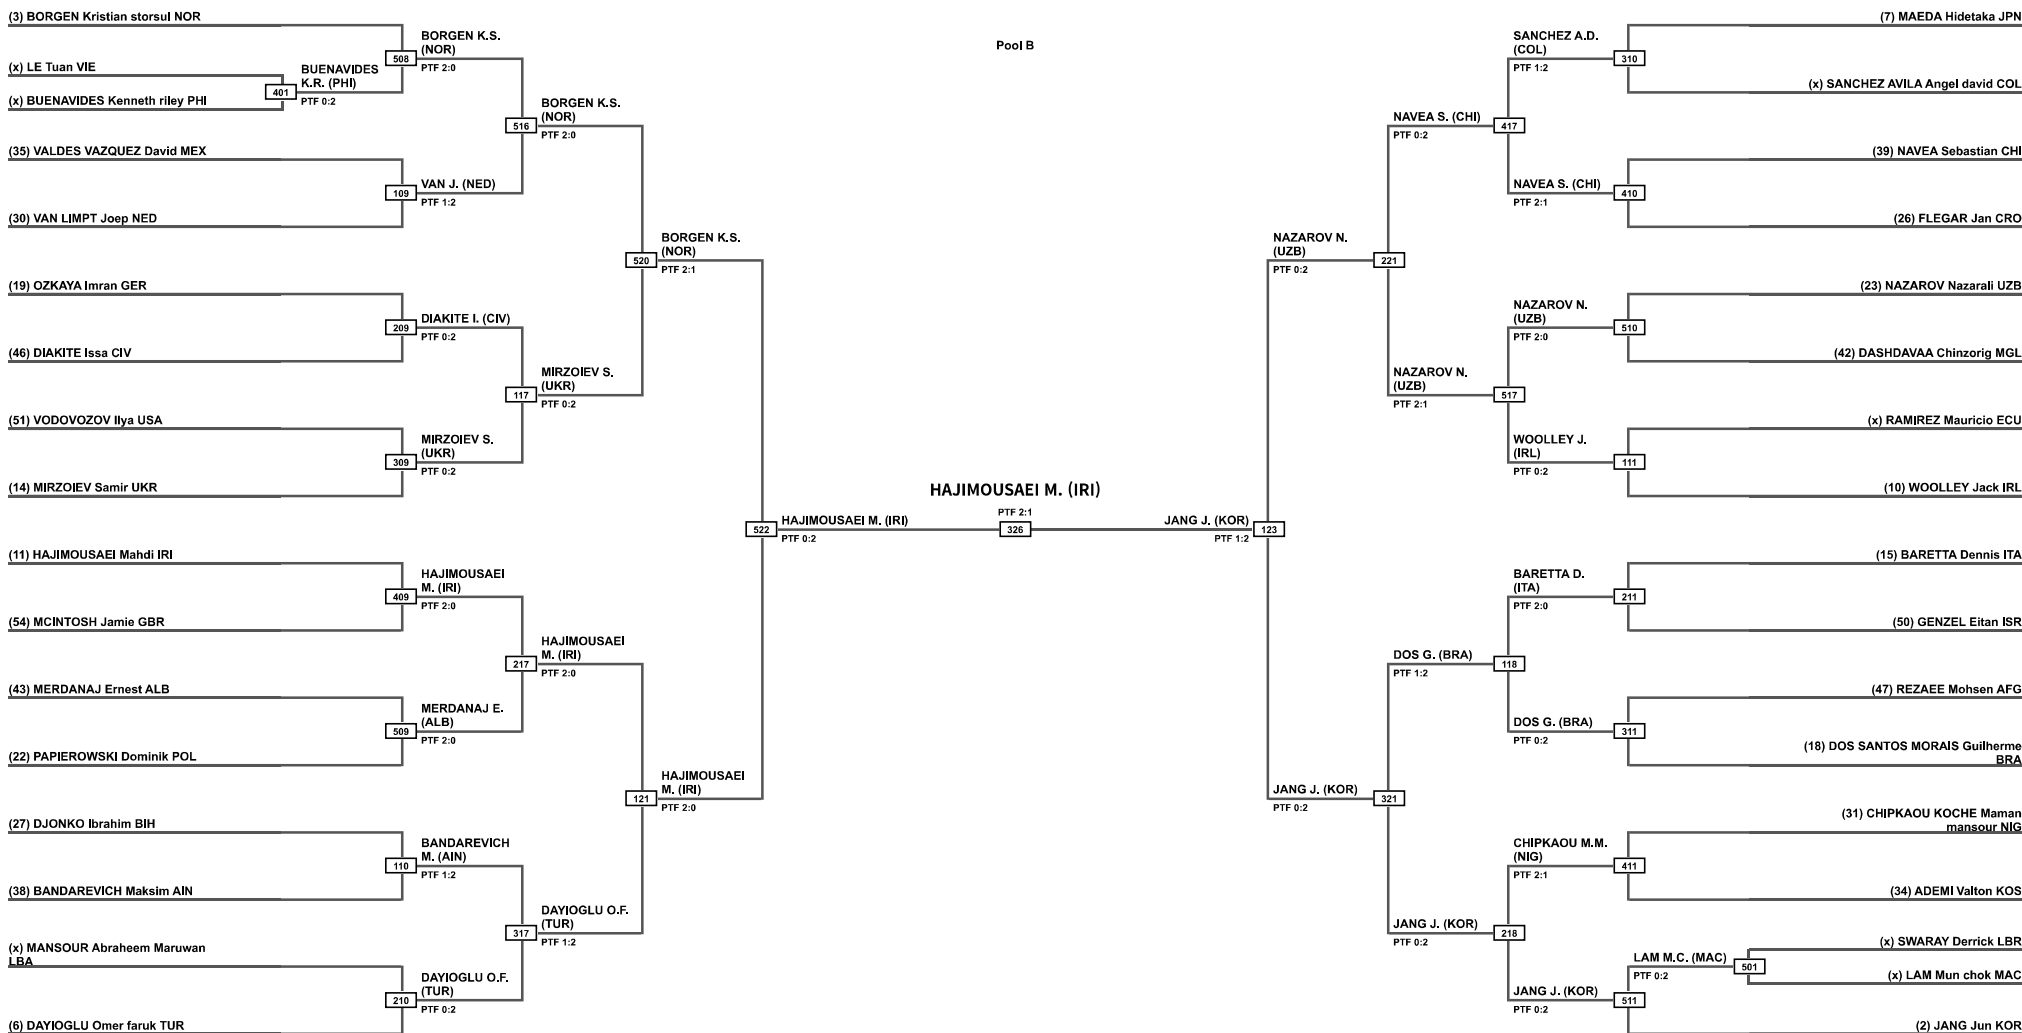 Pool B
(3) BORGEN Kristian storsul NOR
(x) LE Tuan VIE
(x) BUENAVIDES Kenneth riley PHI
(35) VALDES VAZQUEZ David MEX
(30) VAN LIMPT Joep NED
(19) OZKAYA Imran GER
(46) DIAKITE Issa CIV
(51) VODOVOZOV Ilya USA
(14) MIRZOIEV Samir UKR
(11) HAJIMOUSAEI Mahdi IRI
(54) MCINTOSH Jamie GBR
(43) MERDANAJ Ernest ALB
(22) PAPIEROWSKI Dominik POL
(27) DJONKO Ibrahim BIH
(38) BANDAREVICH Maksim AIN
(x) MANSOUR Abraheem Maruwan
LBA
(6) DAYIOGLU Omer faruk TUR
401
BUENAVIDES
K.R. (PHI)
PTF 0:2
508
BORGEN K.S.
(NOR)
PTF 2:0
109
VAN J. (NED)
PTF 1:2
209
DIAKITE I. (CIV)
PTF 0:2
309
MIRZOIEV S.
(UKR)
PTF 0:2
409
HAJIMOUSAEI
M. (IRI)
PTF 2:0
509
MERDANAJ E.
(ALB)
PTF 2:0
110
BANDAREVICH
M. (AIN)
PTF 1:2
210
DAYIOGLU O.F.
(TUR)
PTF 0:2
516
BORGEN K.S.
(NOR)
PTF 2:0
117
MIRZOIEV S.
(UKR)
PTF 0:2
217
HAJIMOUSAEI
M. (IRI)
PTF 2:0
317
DAYIOGLU O.F.
(TUR)
PTF 1:2
520
BORGEN K.S.
(NOR)
PTF 2:1
121
HAJIMOUSAEI
M. (IRI)
PTF 2:0
522
HAJIMOUSAEI M. (IRI)
PTF 0:2
HAJIMOUSAEI M. (IRI)
PTF 2:1
326
JANG J. (KOR)
PTF 1:2
123
NAZAROV N.
(UZB)
PTF 0:2
221
JANG J. (KOR)
PTF 0:2
321
NAVEA S. (CHI)
PTF 0:2
417
NAZAROV N.
(UZB)
PTF 2:1
517
DOS G. (BRA)
PTF 1:2
118
JANG J. (KOR)
PTF 0:2
218
SANCHEZ A.D.
(COL)
PTF 1:2
310
NAVEA S. (CHI)
PTF 2:1
410
NAZAROV N.
(UZB)
PTF 2:0
510
WOOLLEY J.
(IRL)
PTF 0:2
111
BARETTA D.
(ITA)
PTF 2:0
211
DOS G. (BRA)
PTF 0:2
311
CHIPKAOU M.M.
(NIG)
PTF 2:1
411
JANG J. (KOR)
PTF 0:2
511
LAM M.C. (MAC)
PTF 0:2
501
(7) MAEDA Hidetaka JPN
(x) SANCHEZ AVILA Angel david COL
(39) NAVEA Sebastian CHI
(26) FLEGAR Jan CRO
(23) NAZAROV Nazarali UZB
(42) DASHDAVAA Chinzorig MGL
(x) RAMIREZ Mauricio ECU
(10) WOOLLEY Jack IRL
(15) BARETTA Dennis ITA
(50) GENZEL Eitan ISR
(47) REZAEE Mohsen AFG
(18) DOS SANTOS MORAIS Guilherme
BRA
(31) CHIPKAOU KOCHE Maman
mansour NIG
(34) ADEMI Valton KOS
(x) SWARAY Derrick LBR
(x) LAM Mun chok MAC
(2) JANG Jun KOR